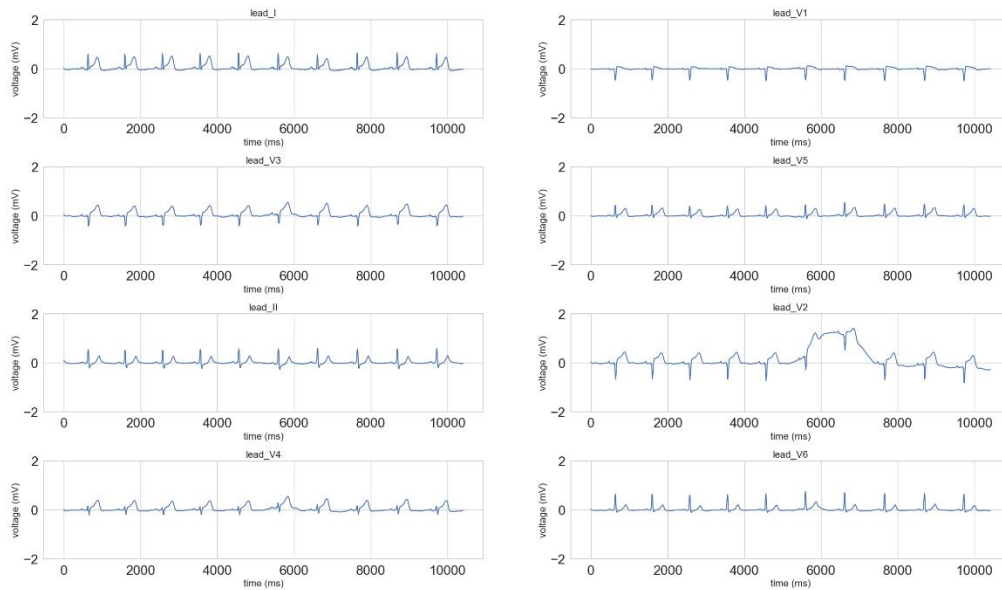 lead_I
2
0
−2
voltage (mV)
0 2000 4000 6000 8000 10000
time (ms)
lead_V1
2
0
−2
voltage (mV)
0 2000 4000 6000 8000 10000
time (ms)
lead_V3
2
0
−2
voltage (mV)
0 2000 4000 6000 8000 10000
time (ms)
lead_V5
2
0
−2
voltage (mV)
0 2000 4000 6000 8000 10000
time (ms)
lead_II
2
0
−2
voltage (mV)
0 2000 4000 6000 8000 10000
time (ms)
lead_V2
2
0
−2
voltage (mV)
0 2000 4000 6000 8000 10000
time (ms)
lead_V4
2
0
−2
voltage (mV)
0 2000 4000 6000 8000 10000
time (ms)
lead_V6
2
0
−2
voltage (mV)
0 2000 4000 6000 8000 10000
time (ms)